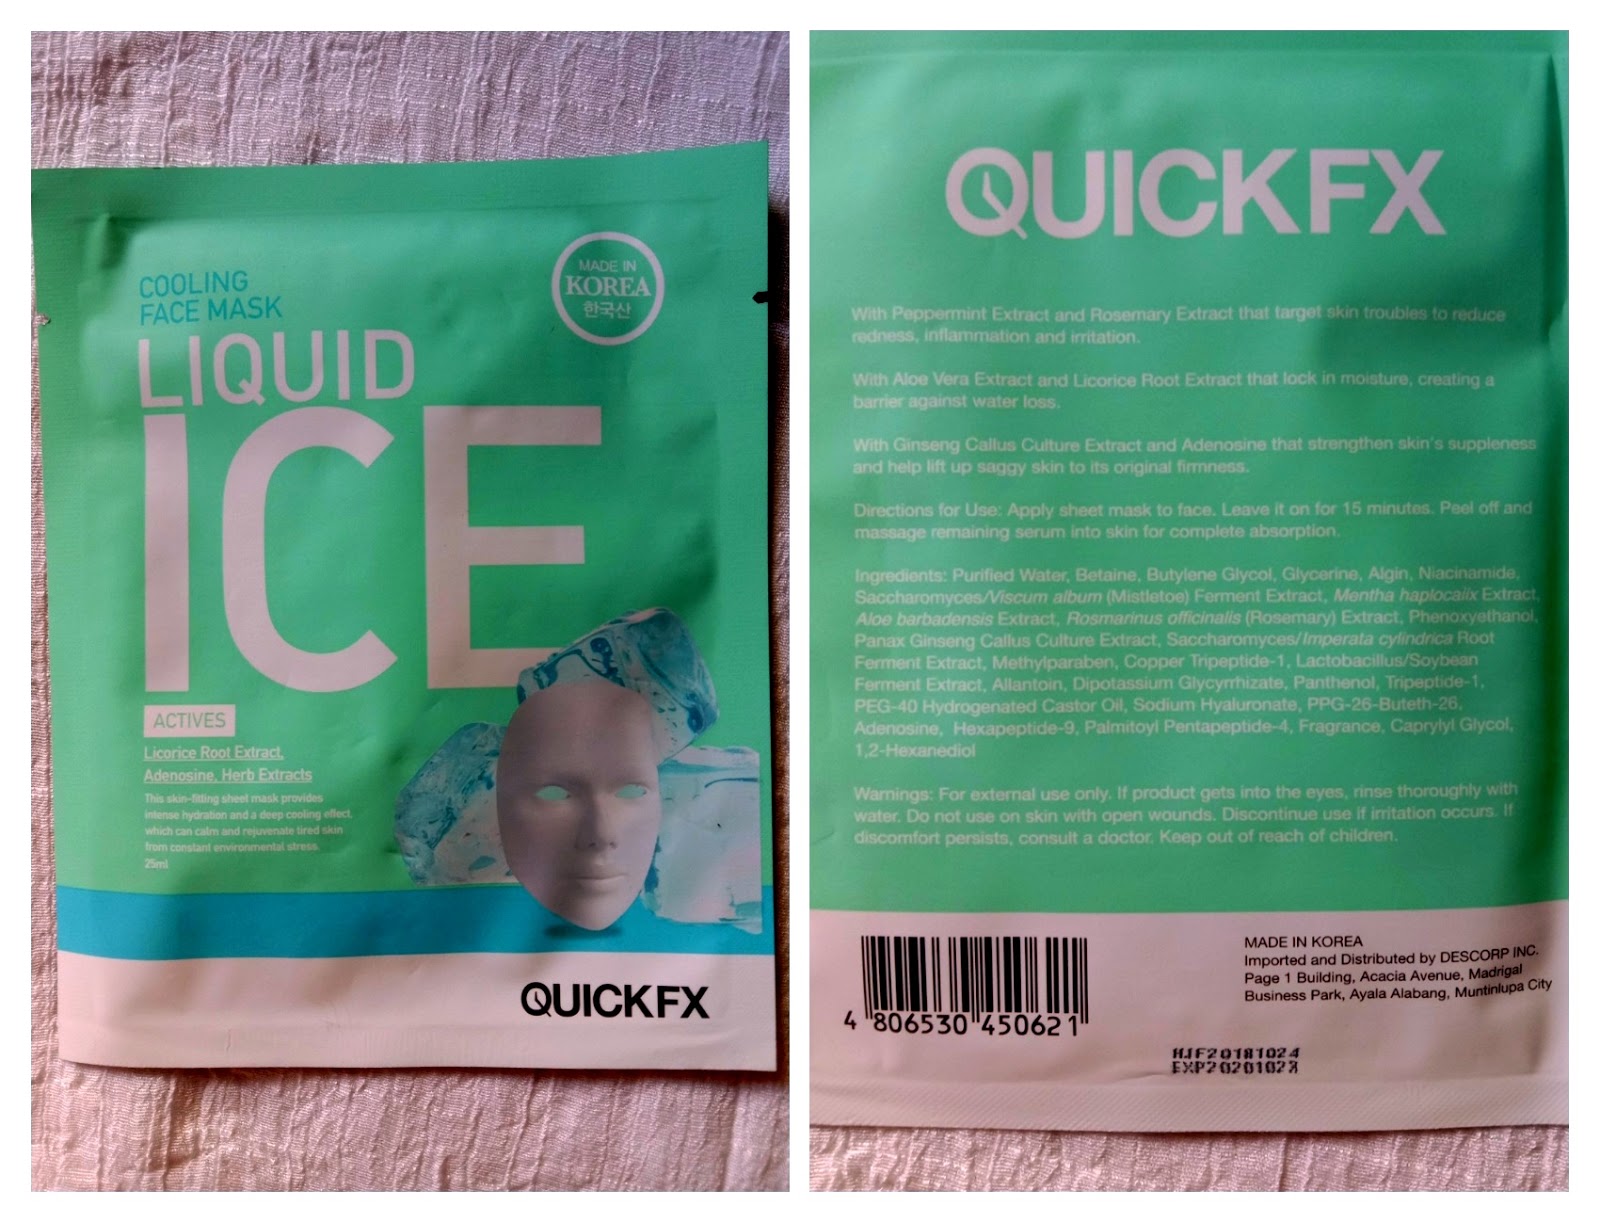 COOLING
FACE MASK
MADE IN
KOREA
한국산
LIQUID
ICE
ACTIVES
Licorice Root Extract,
Adenosine, Herb Extracts
This skin-fitting sheet mask provides
intense hydration and a deep cooling effect,
which can calm and rejuvenate tired skin
from constant environmental stress.
25ml
QUICKFX
QUICKFX
With Peppermint Extract and Rosemary Extract that target skin troubles to reduce
redness, inflammation and irritation.
With Aloe Vera Extract and Licorice Root Extract that lock in moisture, creating a
barrier against water loss.
With Ginseng Callus Culture Extract and Adenosine that strengthen skin's suppleness
and help lift up saggy skin to its original firmness.
Directions for Use: Apply sheet mask to face. Leave it on for 15 minutes. Peel off and
massage remaining serum into skin for complete absorption.
Ingredients: Purified Water, Betaine, Butylene Glycol, Glycerine, Algin, Niacinamide,
Saccharomyces/Viscum album (Mistletoe) Ferment Extract, Mentha haplocalix Extract,
Aloe barbadensis Extract, Rosmarinus officinalis (Rosemary) Extract, Phenoxyethanol,
Panax Ginseng Callus Culture Extract, Saccharomyces/Imperata cylindrica Root
Ferment Extract, Methylparaben, Copper Tripeptide-1, Lactobacillus/Soybean
Ferment Extract, Allantoin, Dipotassium Glycyrrhizate, Panthenol, Tripeptide-1,
PEG-40 Hydrogenated Castor Oil, Sodium Hyaluronate, PPG-26-Buteth-26,
Adenosine, Hexapeptide-9, Palmitoyl Pentapeptide-4, Fragrance, Caprylyl Glycol,
1,2-Hexanediol
Warnings: For external use only. If product gets into the eyes, rinse thoroughly with
water. Do not use on skin with open wounds. Discontinue use if irritation occurs. If
discomfort persists, consult a doctor. Keep out of reach of children.
4 806530 450621
MADE IN KOREA
Imported and Distributed by DESCORP INC.
Page 1 Building, Acacia Avenue, Madrigal
Business Park, Ayala Alabang, Muntinlupa City
EXP20201023